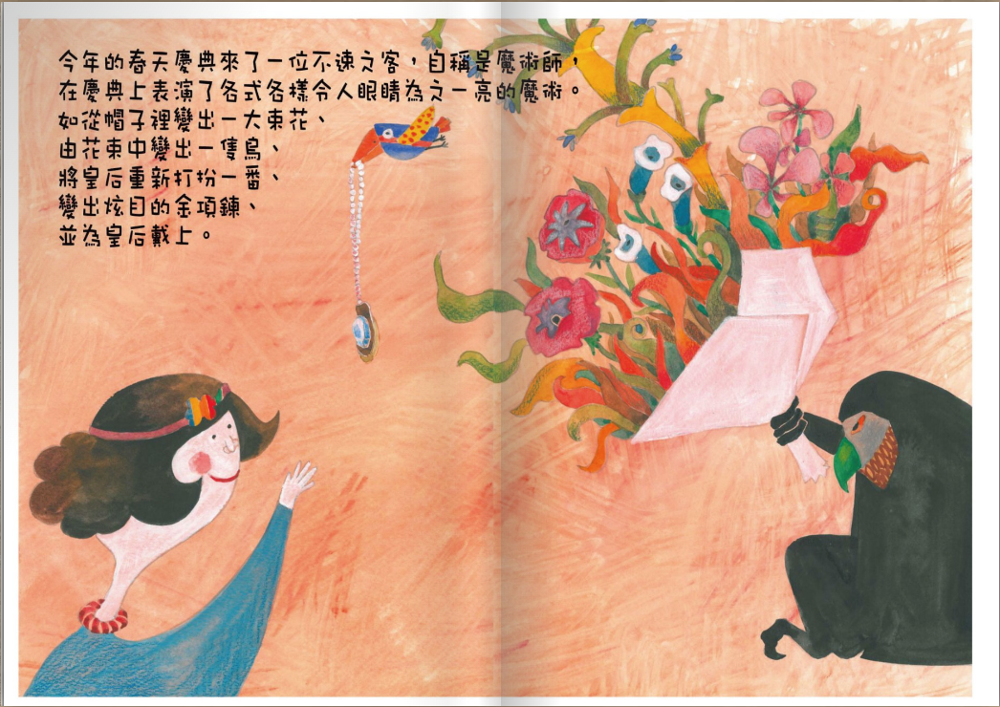 今年的春天慶典來了一位不速之客，自稱是魔術師，
在慶典上表演了各式各樣令人眼睛為之一亮的魔術。
如從帽子裡變出一大束花、
由花束中變出一隻鳥、
將皇后重新打扮一番、
變出炫目的金項鍊、
並為皇后戴上。